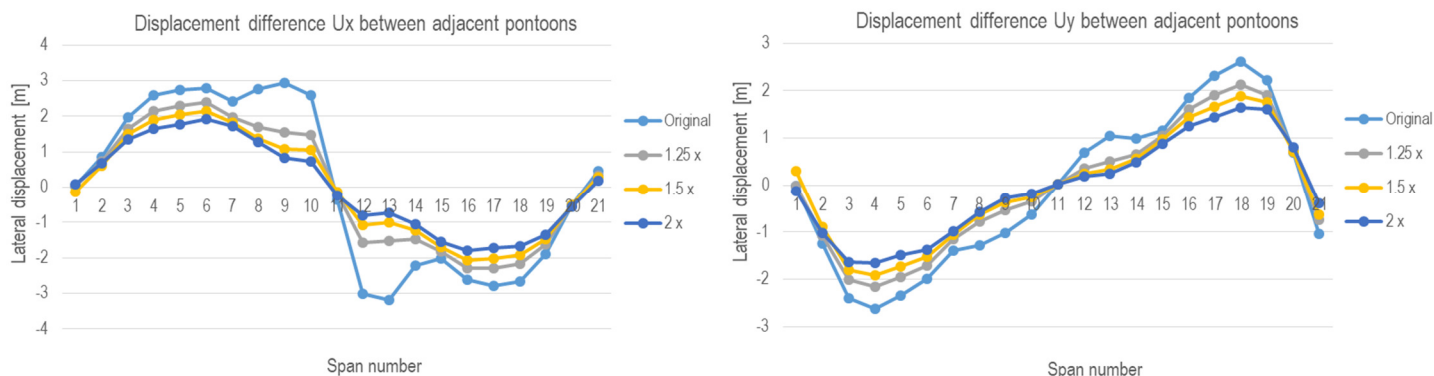 Displacement difference Ux between adjacent pontoons
4
3
2
1
0
-1
-2
-3
-4
Lateral displacement [m]
1 2 3 4 5 6 7 8 9 10 11 12 13 14 15 16 17 18 19 20 21
Span number
Original
1.25 x
1.5 x
2 x
Displacement difference Uy between adjacent pontoons
3
2
1
0
-1
-2
-3
Lateral displacement [m]
1 2 3 4 5 6 7 8 9 10 11 12 13 14 15 16 17 18 19 20 21
Span number
Original
1.25 x
1.5 x
2 x